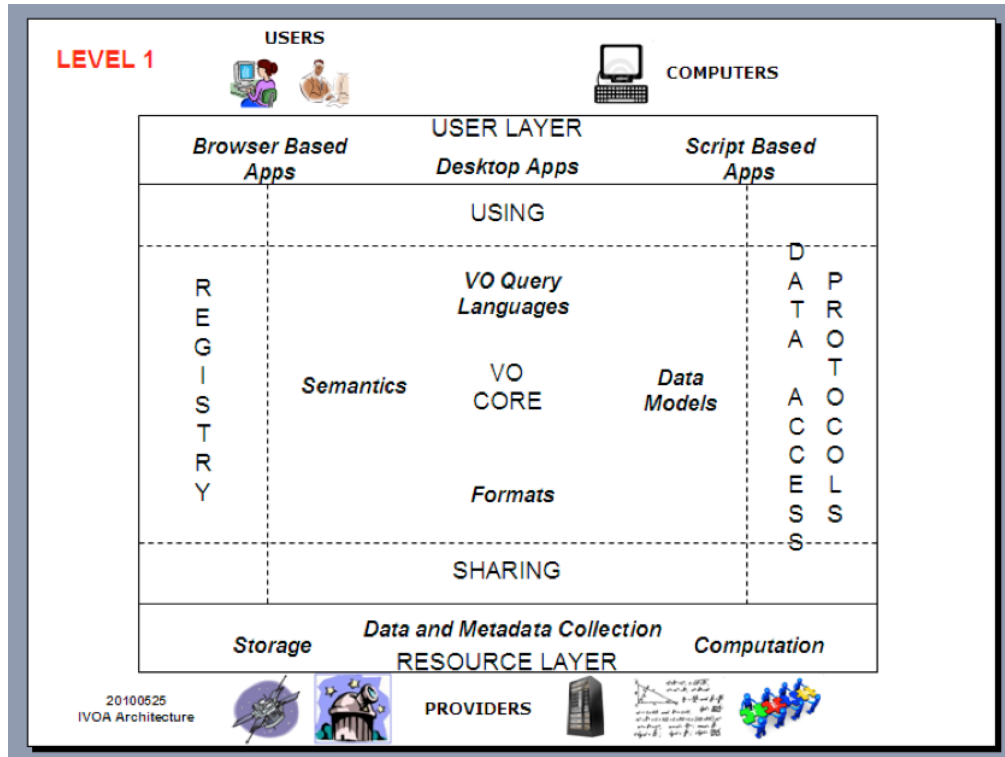 LEVEL 1
USERS
COMPUTERS
USER LAYER
Browser Based
Apps
Desktop Apps
Script Based
Apps
USING
REGISTRY
VO Query
Languages
Semantics
VO
CORE
Data
Models
Formats
DATA ACCESS
PROTOCOLS
SHARING
Storage
Data and Metadata Collection
Computation
RESOURCE LAYER
20100525
IVOA Architecture
PROVIDERS